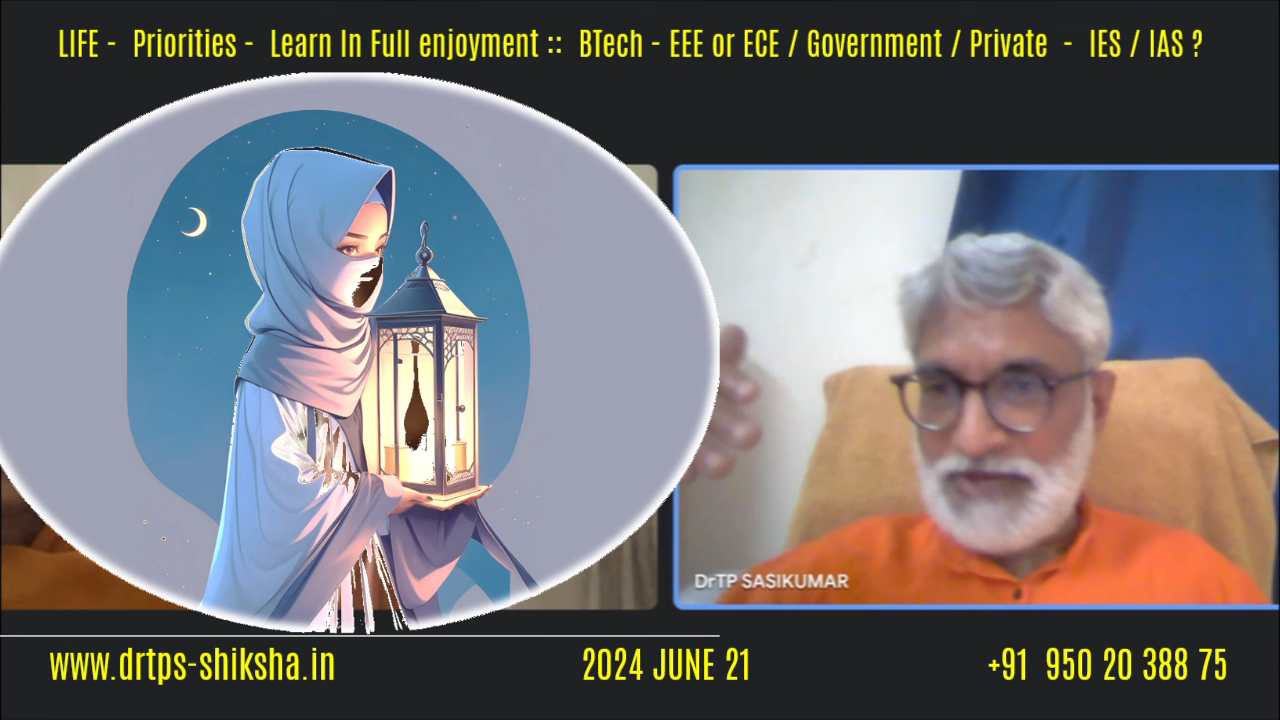 LIFE - Priorities - Learn In Full enjoyment :: BTech - EEE or ECE / Government / Private - IES / IAS ?
DrTP SASIKUMAR
www.drtps-shiksha.in 2024 JUNE 21 +91 950 20 388 75